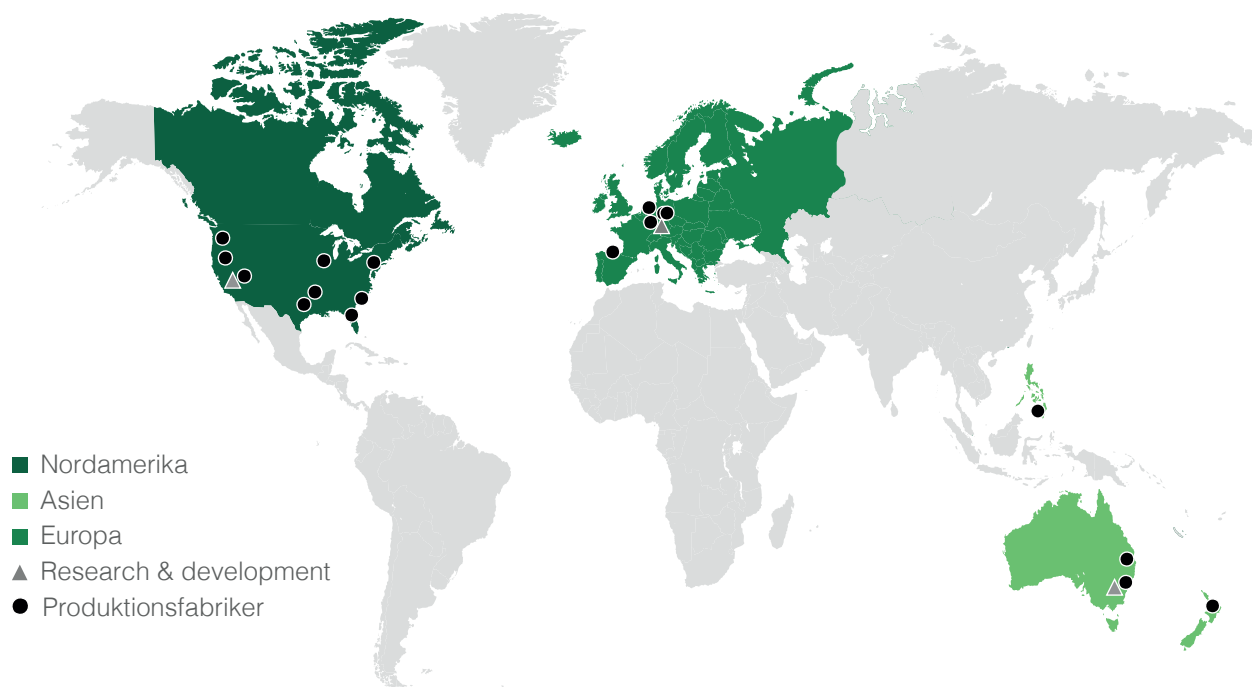 Nordamerika
Asien
Europa
Research & development
Produktionsfabriker